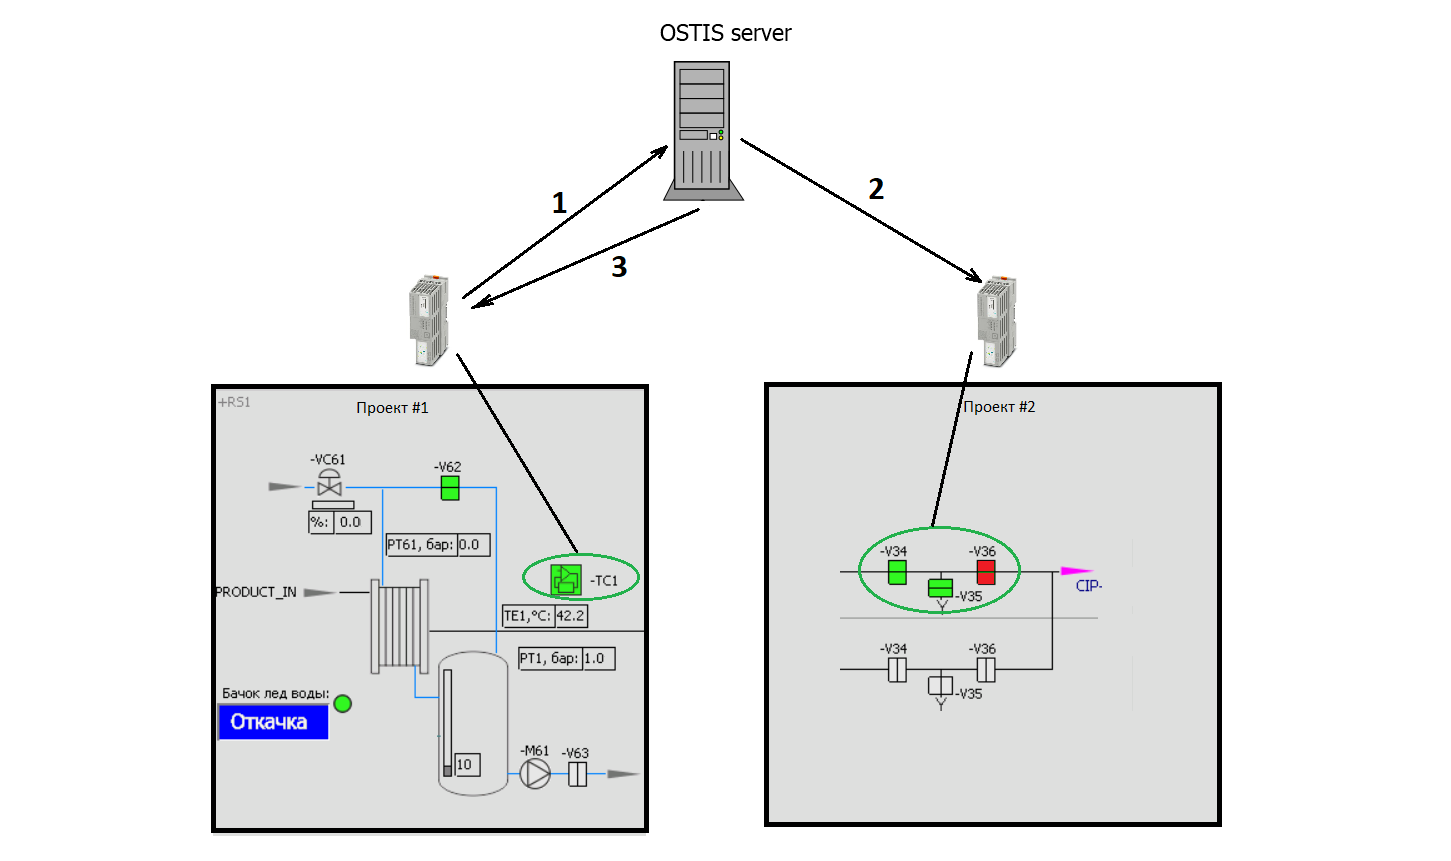 OSTIS server
1
2
3
+RS1
Проект #1
-VC61
-V62
%: 0.0
PT61, бар: 0.0
PRODUCT_IN
-TC1
TE1,°C: 42.2
PT1, бар: 1.0
Бачок лед воды:
Откачка
10
-M61
-V63
Проект #2
-V34
-V36
-V35
CIP-
-V34
-V36
-V35